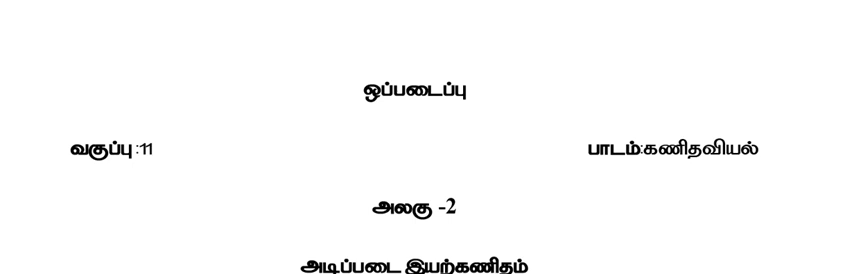 ஒப்படைப்பு
வகுப்பு :11 பாடம்:கணிதவியல்
அலகு -2
அடிப்படை இயற்கணிதம்